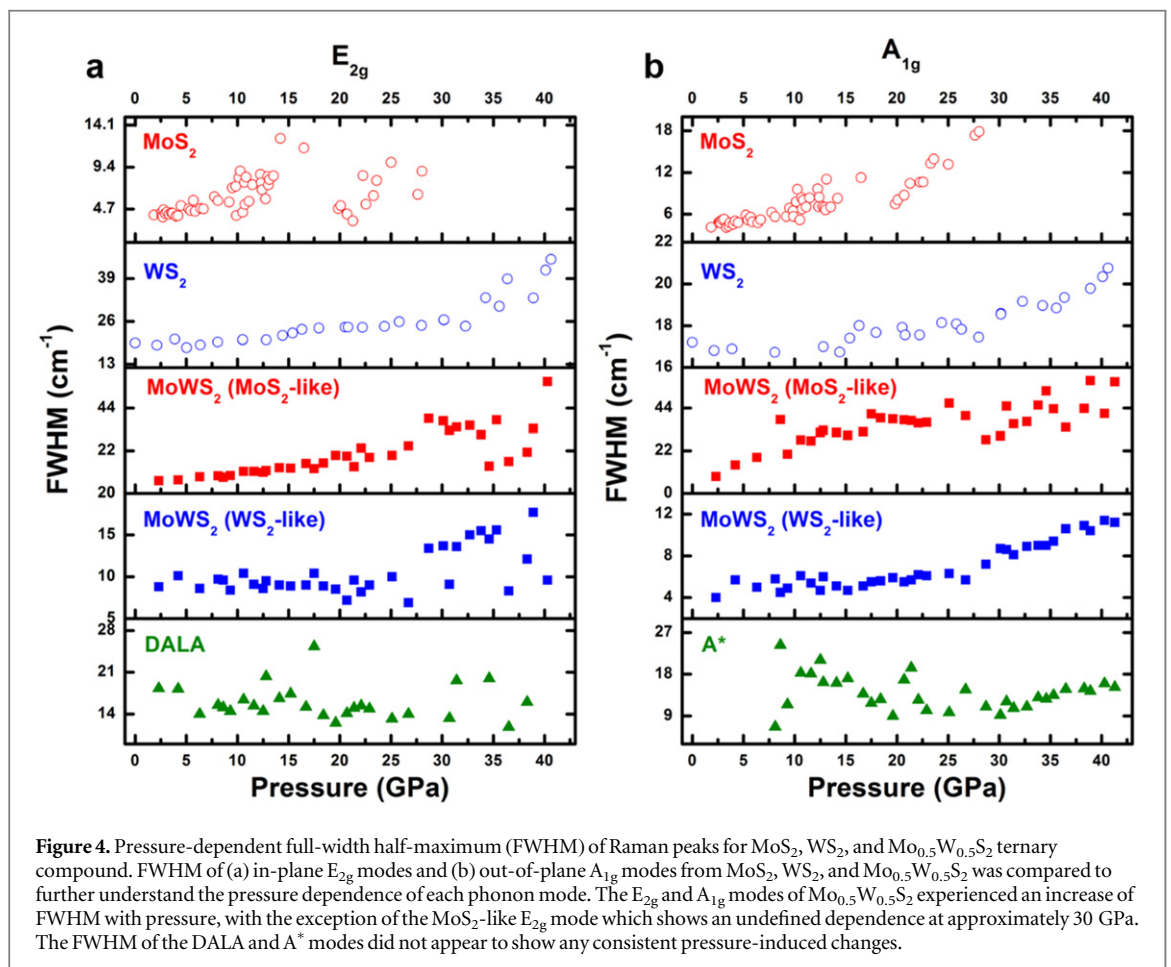 a
E2g
b
A1g
0 5 10 15 20 25 30 35 40
0 5 10 15 20 25 30 35 40
14.1
9.4
4.7
MoS2
18
12
6
22
MoS2
39
26
13
WS2
20
18
16
WS2
44
22
20
MoWS2 (MoS2-like)
44
22
0
MoWS2 (MoS2-like)
15
10
5
MoWS2 (WS2-like)
12
8
4
MoWS2 (WS2-like)
28
21
14
8
DALA
27
18
9
A*
FWHM (cm-1)
FWHM (cm-1)
0 5 10 15 20 25 30 35 40
0 5 10 15 20 25 30 35 40
Pressure (GPa)
Pressure (GPa)
Figure 4. Pressure-dependent full-width half-maximum (FWHM) of Raman peaks for MoS2, WS2, and Mo0.5W0.5S2 ternary
compound. FWHM of (a) in-plane E2g modes and (b) out-of-plane A1g modes from MoS2, WS2, and Mo0.5W0.5S2 was compared to
further understand the pressure dependence of each phonon mode. The E2g and A1g modes of Mo0.5W0.5S2 experienced an increase of
FWHM with pressure, with the exception of the MoS2-like E2g mode which shows an undefined dependence at approximately 30 GPa.
The FWHM of the DALA and A* modes did not appear to show any consistent pressure-induced changes.